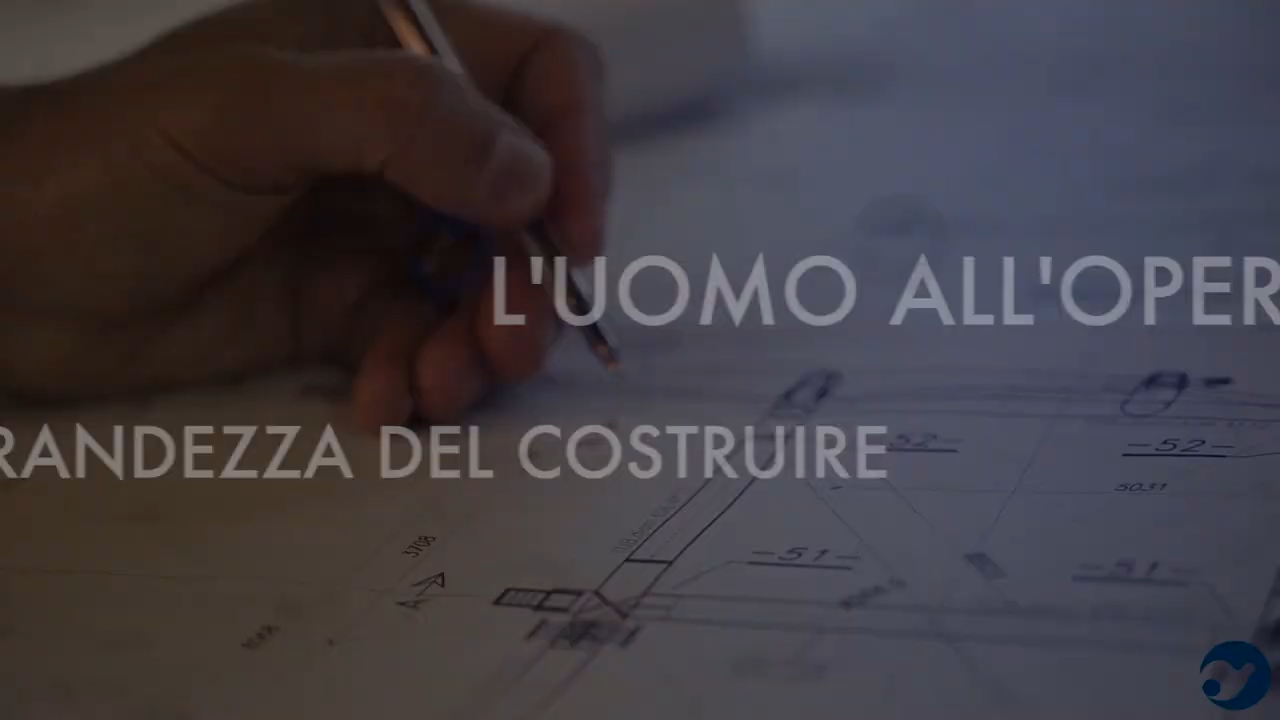 L'UOMO ALL'OPER
RANDEZZA DEL COSTRUIRE
-52-
-52-
5031
-51-
-51-
3708
A